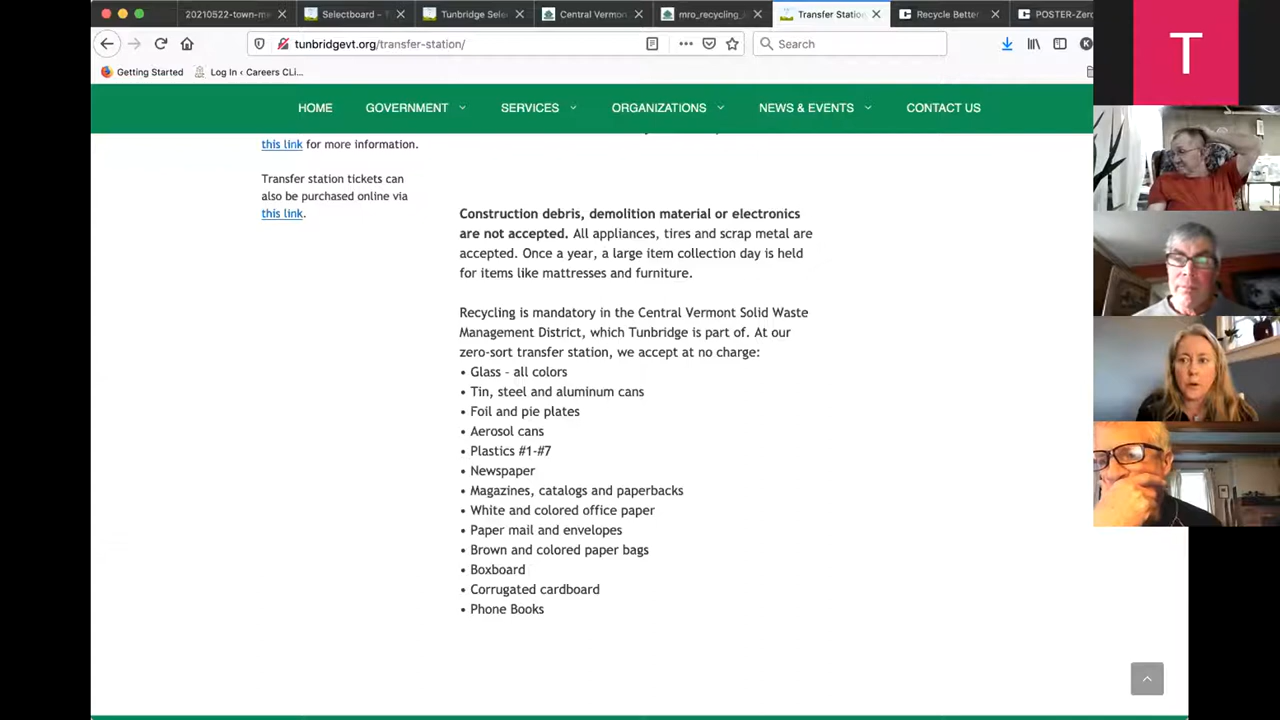 20210522-town-me
Selectboard –
Tunbridge Sele
Central Vermon
mro_recycling_
Transfer Statio
Recycle Better
POSTER-Zero
tunbridgevt.org/transfer-station/
Search
Getting Started
Log In ‹ Careers CLi...
HOME
GOVERNMENT
SERVICES
ORGANIZATIONS
NEWS & EVENTS
CONTACT US
this link for more information.
Transfer station tickets can
also be purchased online via
this link.
Construction debris, demolition material or electronics
are not accepted. All appliances, tires and scrap metal are
accepted. Once a year, a large item collection day is held
for items like mattresses and furniture.
Recycling is mandatory in the Central Vermont Solid Waste
Management District, which Tunbridge is part of. At our
zero-sort transfer station, we accept at no charge:
• Glass – all colors
• Tin, steel and aluminum cans
• Foil and pie plates
• Aerosol cans
• Plastics #1-#7
• Newspaper
• Magazines, catalogs and paperbacks
• White and colored office paper
• Paper mail and envelopes
• Brown and colored paper bags
• Boxboard
• Corrugated cardboard
• Phone Books
T
K